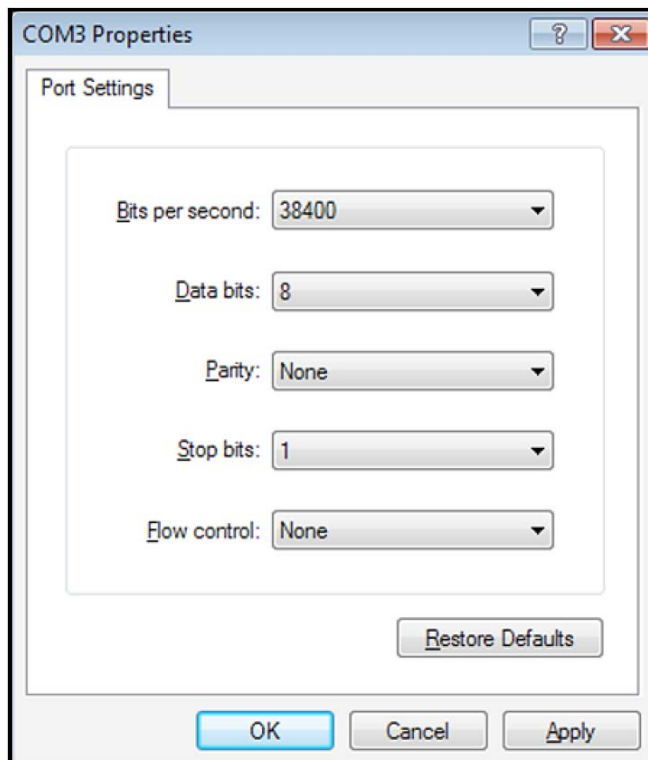 COM3 Properties
Port Settings
Bits per second: 38400
Data bits: 8
Parity: None
Stop bits: 1
Flow control: None
Restore Defaults
OK Cancel Apply